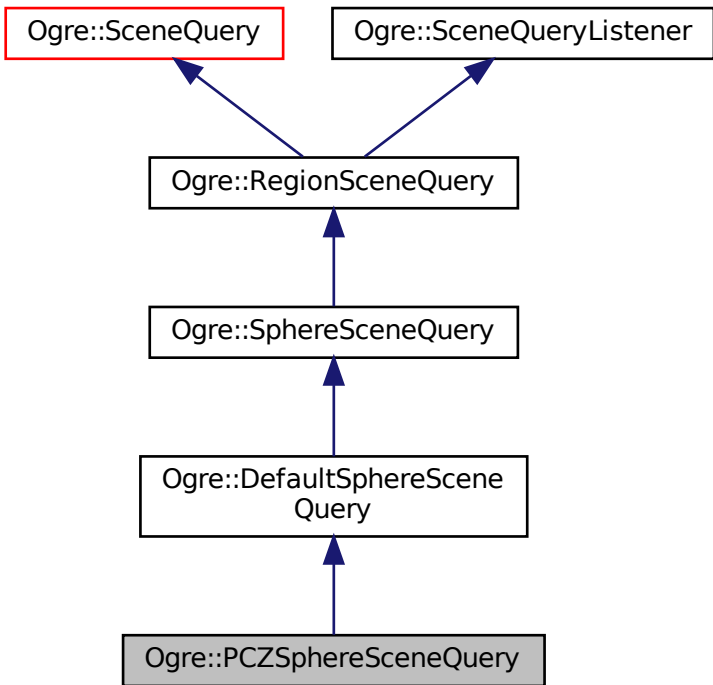 Ogre::SceneQuery
Ogre::SceneQueryListener
Ogre::RegionSceneQuery
Ogre::SphereSceneQuery
Ogre::DefaultSphereScene
Query
Ogre::PCZSphereSceneQuery